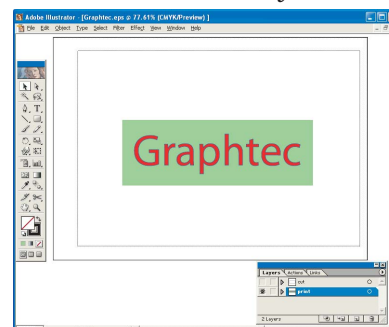 Adobe Illustrator - [Graphtec.eps @ 77.61% (CMYK/Preview) ]
File Edit Object Type Select Filter Effect View Window Help
Graphtec
Layers Actions Links
cut
print
2 Layers